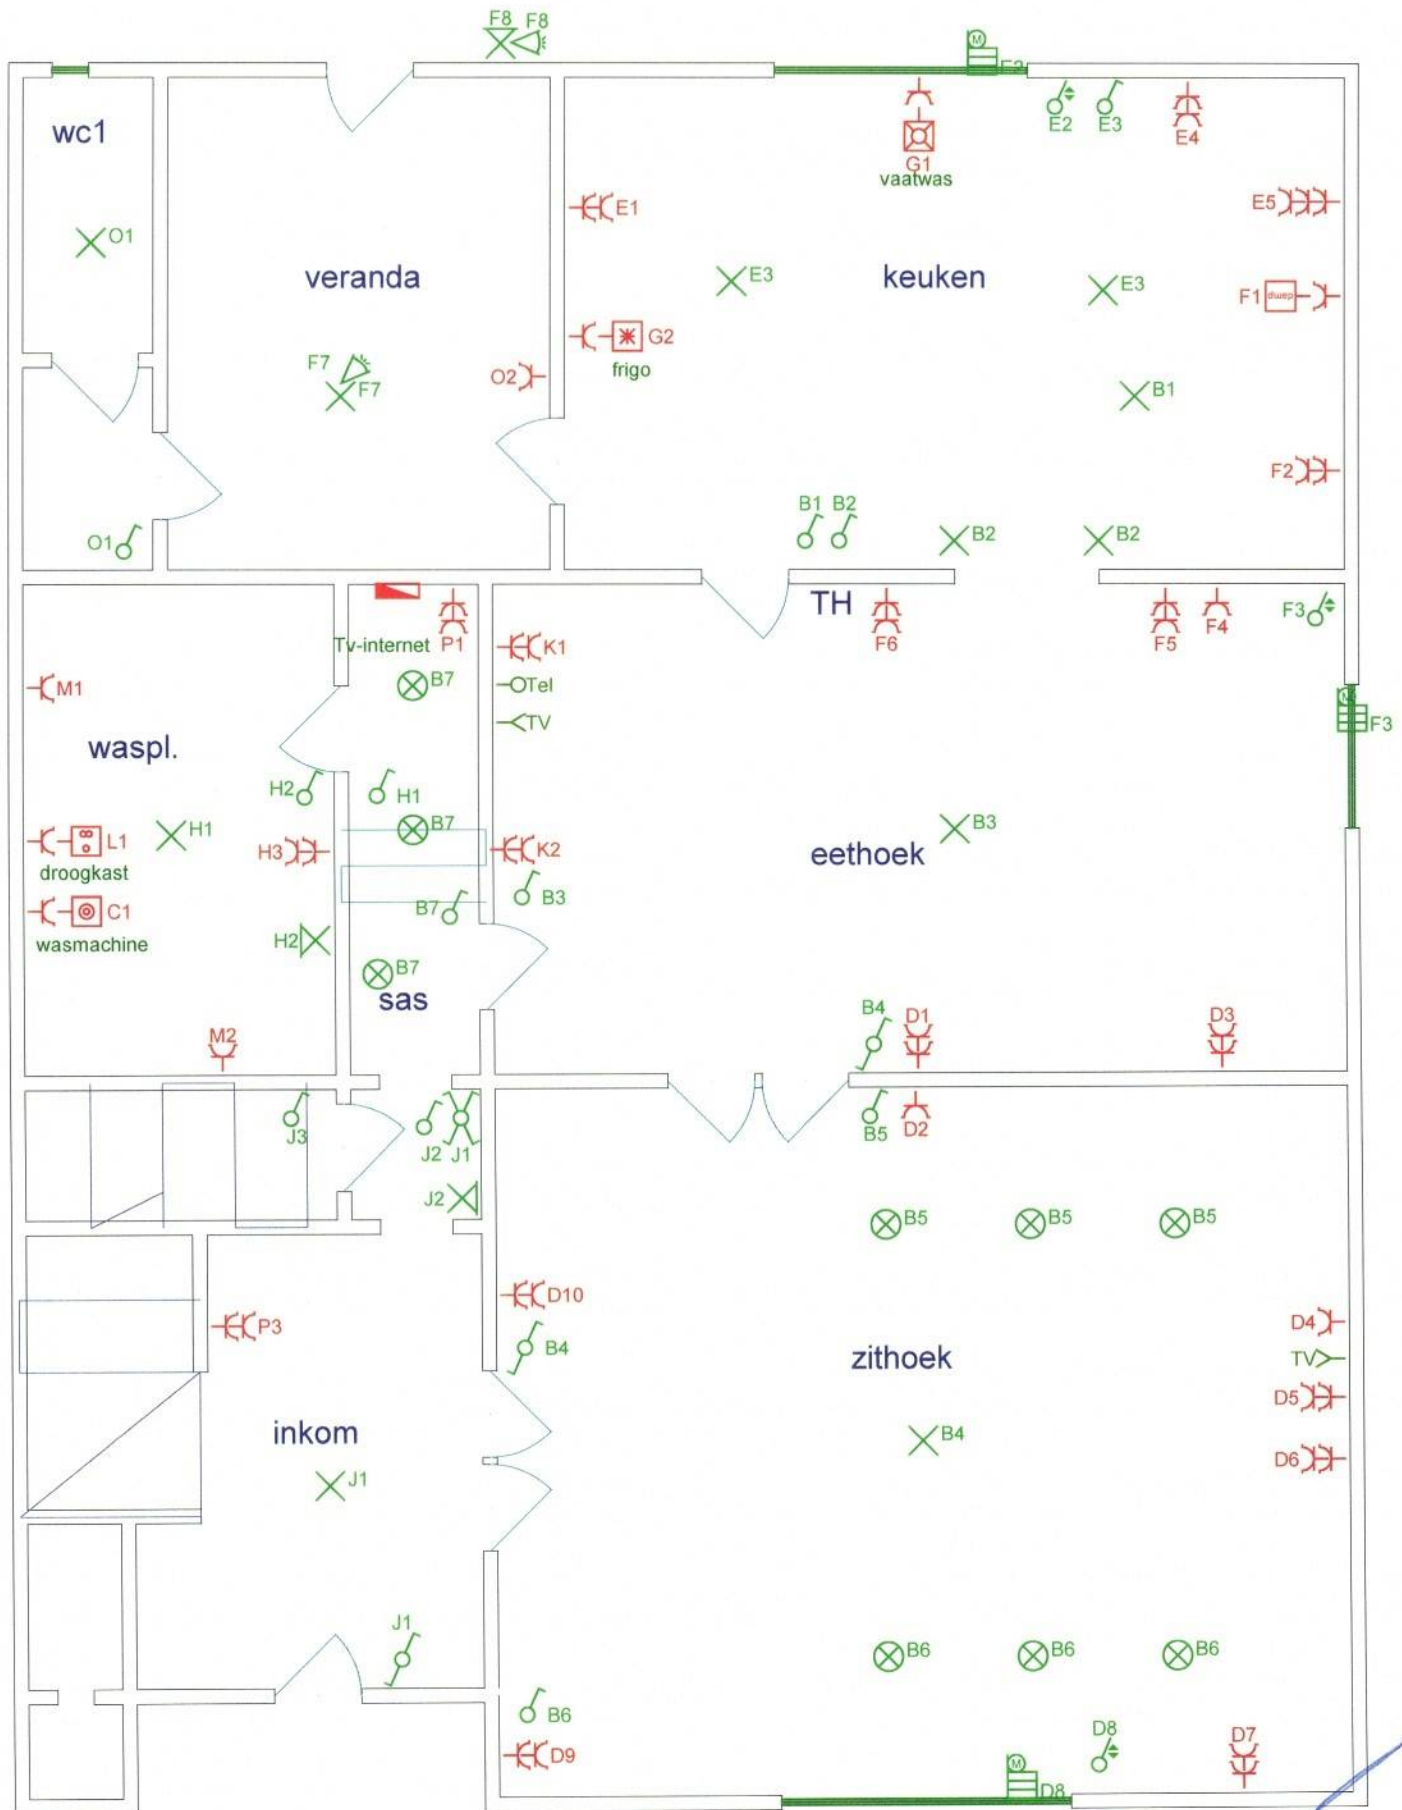 F8 F8
M
E2
wc1
E2 E3 E4
G1
vaatwas
E1
E5
O1
veranda
E3
keuken
E3
F1
damp
G2
frigo
F7
F7
O2
B1
F2
B1 B2
O1
B2
B2
TH
F6
F5
F4
F3
Tv-internet P1
K1
M1
B7
Tel
TV
M
F3
waspl.
H2
H1
L1
droogkast
H1
H3
B7
K2
B3
eethoek
C1
wasmachine
B7
B3
H2
B7
sas
M2
B4
D1
D3
J3
J2 J1
B5
D2
J2
B5
B5
B5
D10
P3
B4
D4
zithoek
TV
D5
inkom
B4
D6
J1
J1
B6
B6
B6
B6
D9
D8
D7
M
D8